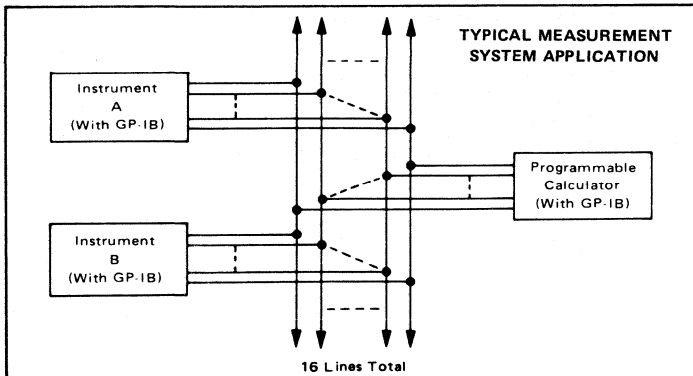 TYPICAL MEASUREMENT
SYSTEM APPLICATION
Instrument
A
(With GP-IB)
Programmable
Calculator
(With GP-IB)
Instrument
B
(With GP-IB)
16 Lines Total